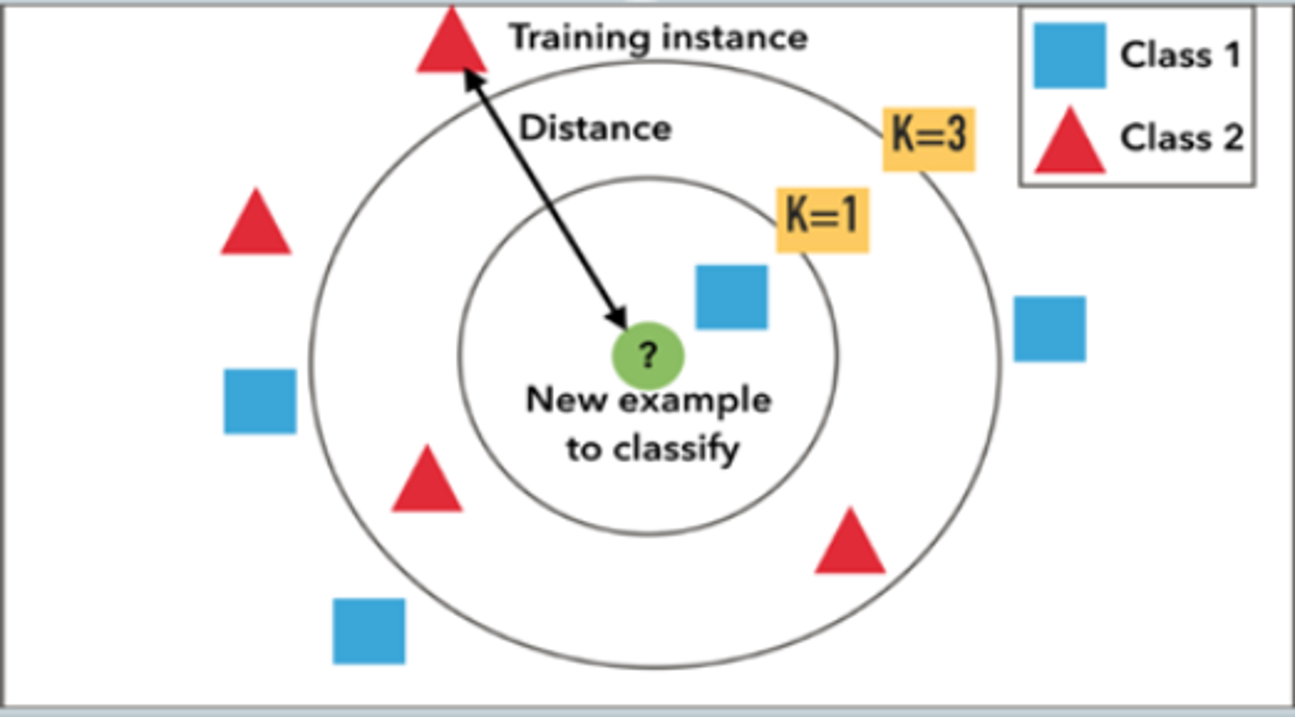 Training instance
Class 1
Distance
K=3
Class 2
K=1
?
New example
to classify